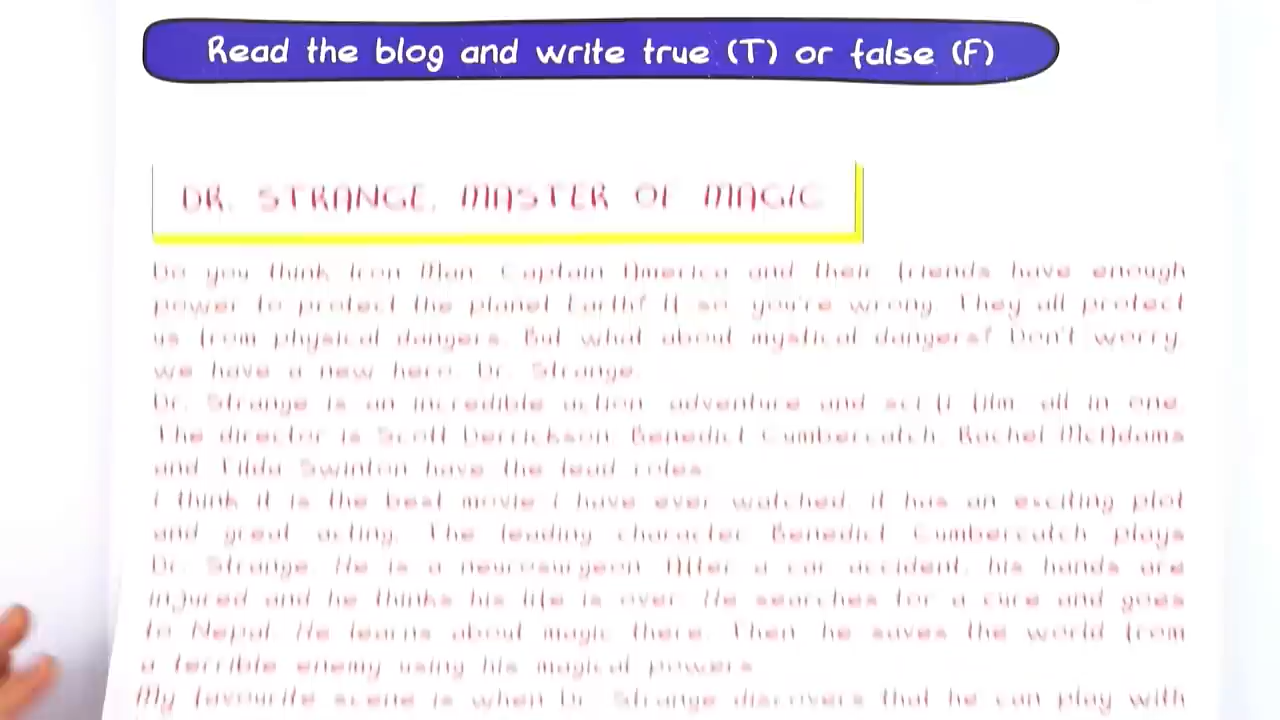 Read the blog and write true (T) or false (F)
DR. STRANGE, MASTER OF MAGIC
Do you think Iron Man, Captain America and their friends have enough
power to protect the planet Earth? If so you're wrong. They all protect
us from physical dangers. But what about mystical dangers? Don't worry,
we have a new hero: Dr. Strange.
Dr. Strange is an incredible action, adventure and sci-fi film all in one.
The director is Scott Derrickson. Benedict Cumberbatch, Rachel McAdams
and Tilda Swinton have the lead roles.
I think it is the best movie I have ever watched, it has an exciting plot
and great acting. The leading character Benedict Cumberbatch plays
Dr. Strange. He is a neurosurgeon. After a car accident, his hands are
injured and he thinks his life is over. He searches for a cure and goes
to Nepal. He learns about magic there. Then he saves the world from
a terrible enemy using his magical powers.
My favourite scene is when Dr. Strange discovers that he can play with